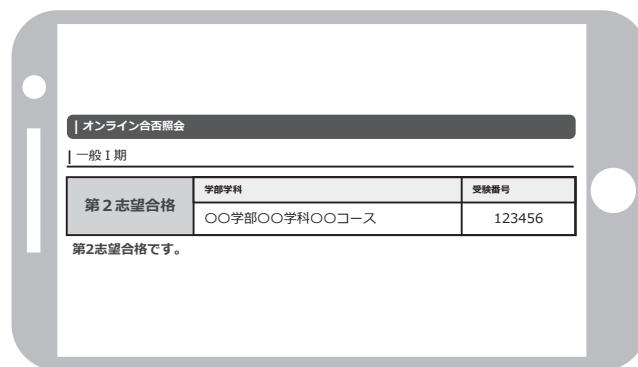 | オンライン合否照会
| 一般Ⅰ期
第2志望合格
学部学科
受験番号
〇〇学部〇〇学科〇〇コース
123456
第2志望合格です。